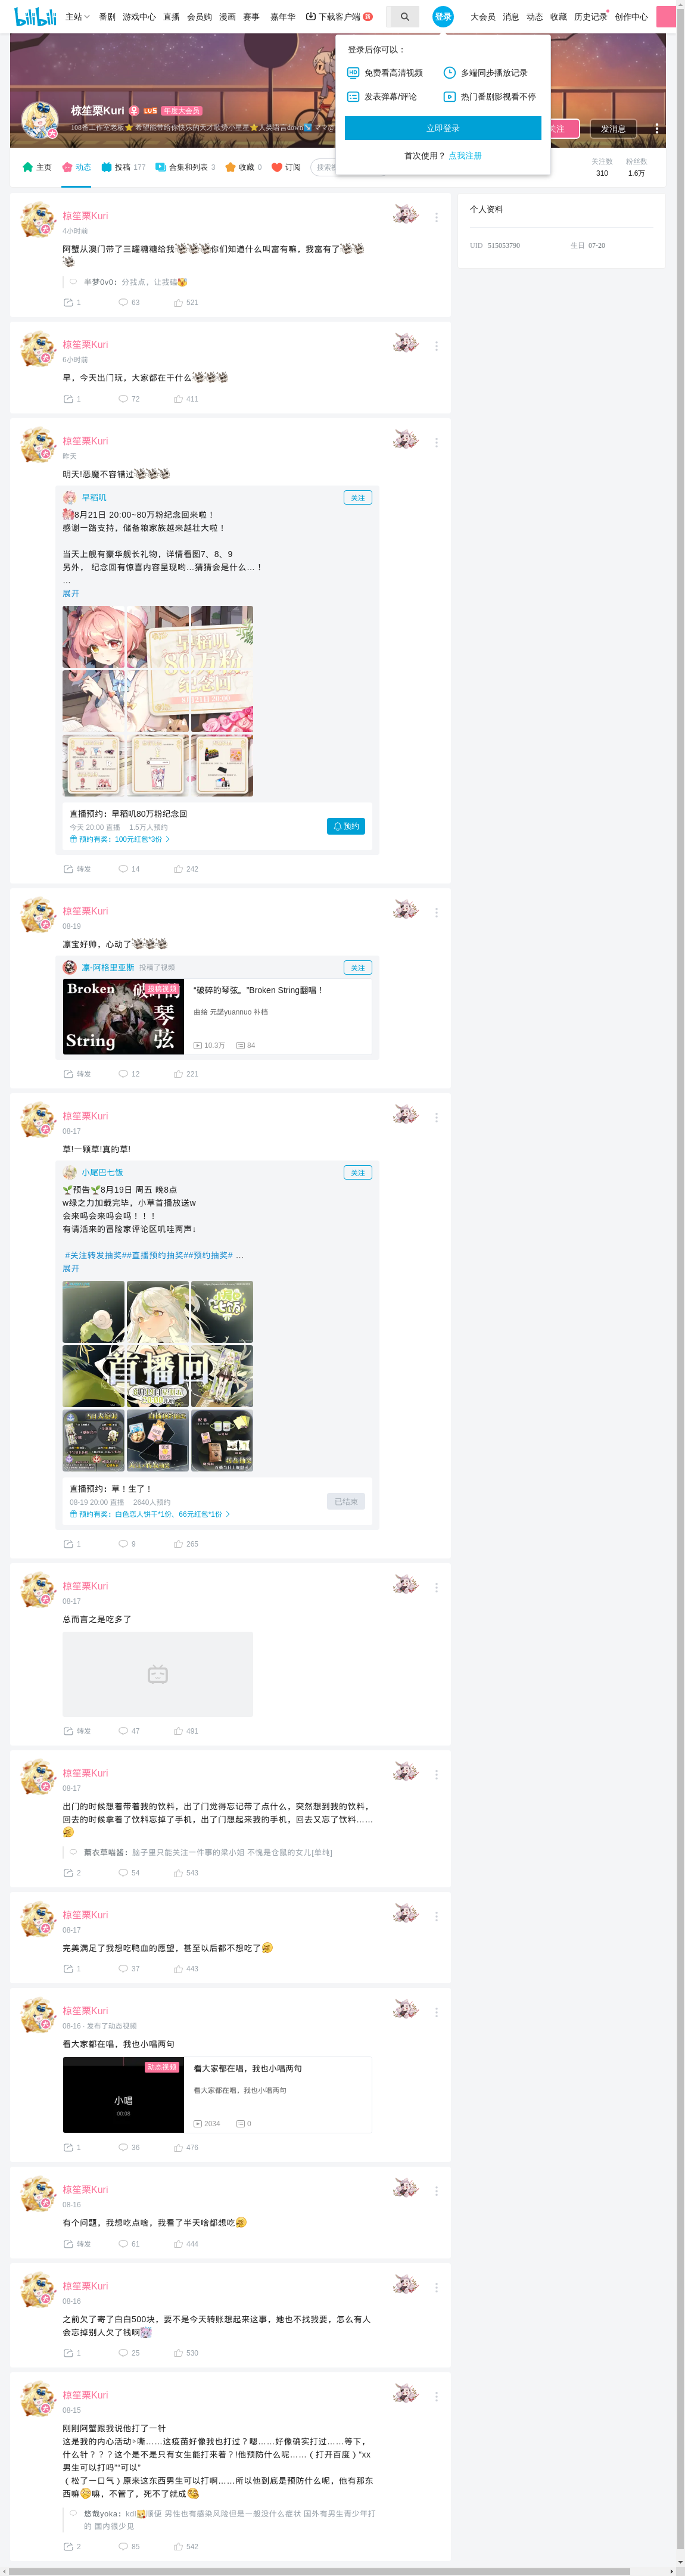 bilibili 主站 番剧 游戏中心 直播 会员购 漫画 赛事 嘉年华 下载客户端 登录 大会员 消息 动态 收藏 历史记录 创作中心
登录后你可以：
免费看高清视频 多端同步播放记录
发表弹幕/评论 热门番剧影视看不停
立即登录
首次使用？ 点我注册
椋笙栗Kuri LV5 年度大会员
关注 发消息
主页 动态 投稿 177 合集和列表 3 收藏 0 订阅
关注数 粉丝数
310 1.6万
个人资料
UID 515053790 生日 07-20
椋笙栗Kuri
4小时前
阿蟹从澳门带了三罐糖糖给我你们知道什么叫富有嘛，我富有了
半梦0v0：分我点，让我磕
1 63 521
椋笙栗Kuri
6小时前
早，今天出门玩，大家都在干什么
1 72 411
椋笙栗Kuri
昨天
明天!恶魔不容错过
早稻叽 关注
8月21日 20:00~80万粉纪念回来啦！
感谢一路支持，储备粮家族越来越壮大啦！
当天上舰有豪华舰长礼物，详情看图7、8、9
另外， 纪念回有惊喜内容呈现哟...猜猜会是什么...！
...
展开
早稻叽
80万粉
纪念回
直播预约：早稻叽80万粉纪念回
今天 20:00 直播 1.5万人预约
预约有奖：100元红包*3份
预约
转发 14 242
椋笙栗Kuri
08-19
凛宝好帅，心动了
凛-阿格里亚斯 投稿了视频 关注
Broken String 破碎的琴弦
投稿视频
“破碎的琴弦。”Broken String翻唱！
曲绘 元諾yuannuo 补档
10.3万 84
转发 12 221
椋笙栗Kuri
08-17
草!一颗草!真的草!
小尾巴七饭 关注
预告8月19日 周五 晚8点
w绿之力加载完毕，小草首播放送w
会来吗会来吗会吗！！！
有请活来的冒险家评论区叽哇两声↓
#关注转发抽奖##直播预约抽奖##预约抽奖# ...
展开
首播回
直播预约：草！生了！
08-19 20:00 直播 2640人预约
预约有奖：白色恋人饼干*1份、66元红包*1份
已结束
1 9 265
椋笙栗Kuri
08-17
总而言之是吃多了
转发 47 491
椋笙栗Kuri
08-17
出门的时候想着带着我的饮料，出了门觉得忘记带了点什么，突然想到我的饮料，
回去的时候拿着了饮料忘掉了手机，出了门想起来我的手机，回去又忘了饮料……
薰衣草喵酱：脑子里只能关注一件事的梁小姐 不愧是仓鼠的女儿[单纯]
2 54 543
椋笙栗Kuri
08-17
完美满足了我想吃鸭血的愿望，甚至以后都不想吃了
1 37 443
椋笙栗Kuri
08-16 · 发布了动态视频
看大家都在唱，我也小唱两句
动态视频
小唱
00:08
看大家都在唱，我也小唱两句
看大家都在唱，我也小唱两句
2034 0
1 36 476
椋笙栗Kuri
08-16
有个问题，我想吃点啥，我看了半天啥都想吃
转发 61 444
椋笙栗Kuri
08-16
之前欠了寄了白白500块，要不是今天转账想起来这事，她也不找我要，怎么有人
会忘掉别人欠了钱啊
1 25 530
椋笙栗Kuri
08-15
刚刚阿蟹跟我说他打了一针
这是我的内心活动▹嘶……这疫苗好像我也打过？嗯……好像确实打过……等下，
什么针？？？这个是不是只有女生能打来着？!他预防什么呢……（打开百度）“xx
男生可以打吗”“可以”
（松了一口气）原来这东西男生可以打啊……所以他到底是预防什么呢，他有那东
西嘛嘛，不管了，死不了就成
悠哉yoka：kdl顺便 男性也有感染风险但是一般没什么症状 国外有男生青少年打
的 国内很少见
2 85 542